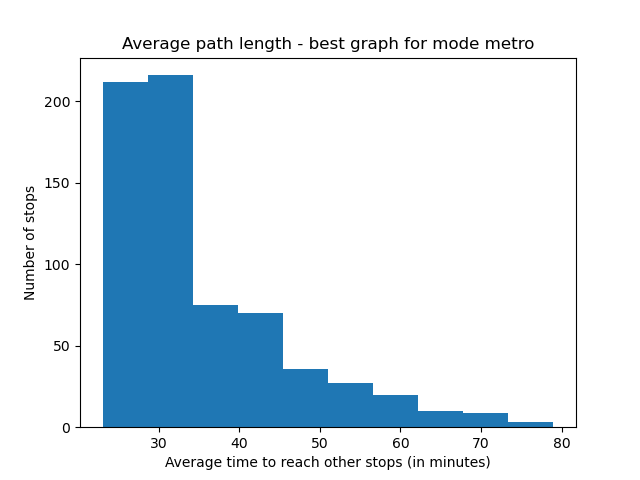 Average path length - best graph for mode metro
Number of stops
200
150
100
50
0
30 40 50 60 70 80
Average time to reach other stops (in minutes)